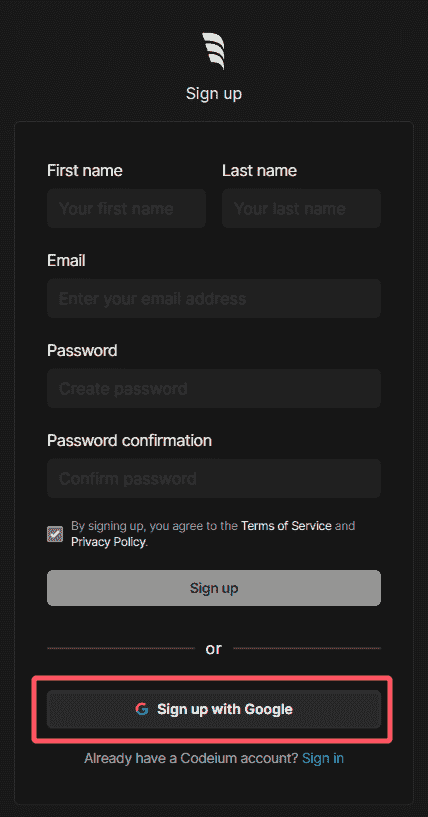 Sign up
First name
Last name
Your first name
Your last name
Email
Enter your email address
Password
Create password
Password confirmation
Confirm password
By signing up, you agree to the Terms of Service and
Privacy Policy.
Sign up
or
Sign up with Google
Already have a Codeium account? Sign in